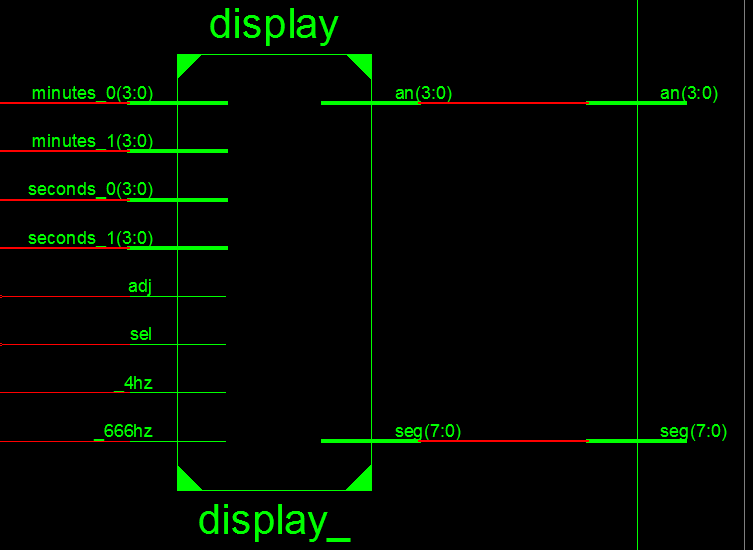 display
minutes_0(3:0) an(3:0) an(3:0)
minutes_1(3:0)
seconds_0(3:0)
seconds_1(3:0)
adj
sel
_4hz
_666hz seg(7:0) seg(7:0)
display_